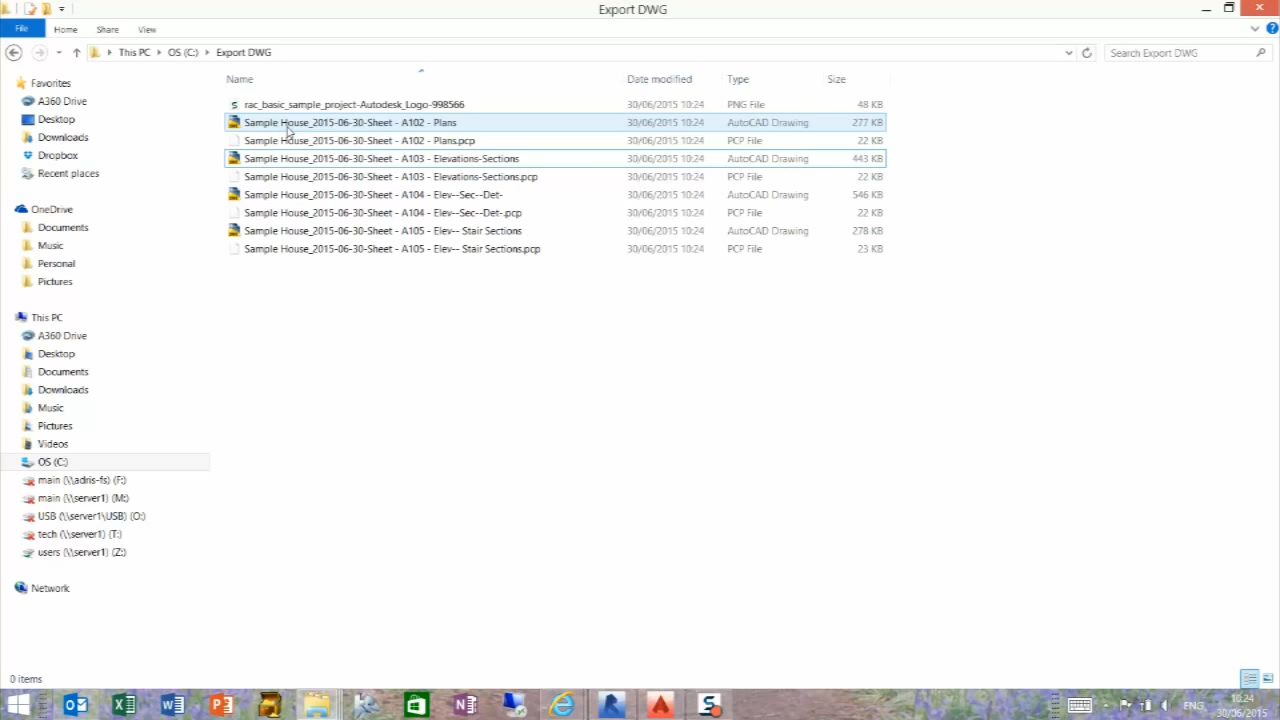 Export DWG
File Home Share View
This PC OS (C:) Export DWG Search Export DWG
Name Date modified Type Size
Favorites
A360 Drive
Desktop
Downloads
Dropbox
Recent places
OneDrive
Documents
Music
Personal
Pictures
This PC
A360 Drive
Desktop
Documents
Downloads
Music
Pictures
Videos
OS (C:)
main (\\adris-fs) (F:)
main (\\server1) (M:)
USB (\\server1\USB) (O:)
tech (\\server1) (T:)
users (\\server1) (Z:)
Network
rac_basic_sample_project-Autodesk_Logo-998566 30/06/2015 10:24 PNG File 48 KB
Sample House_2015-06-30-Sheet - A102 - Plans 30/06/2015 10:24 AutoCAD Drawing 277 KB
Sample House_2015-06-30-Sheet - A102 - Plans.pcp 30/06/2015 10:24 PCP File 22 KB
Sample House_2015-06-30-Sheet - A103 - Elevations-Sections 30/06/2015 10:24 AutoCAD Drawing 443 KB
Sample House_2015-06-30-Sheet - A103 - Elevations-Sections.pcp 30/06/2015 10:24 PCP File 22 KB
Sample House_2015-06-30-Sheet - A104 - Elev--Sec--Det- 30/06/2015 10:24 AutoCAD Drawing 546 KB
Sample House_2015-06-30-Sheet - A104 - Elev--Sec--Det-.pcp 30/06/2015 10:24 PCP File 22 KB
Sample House_2015-06-30-Sheet - A105 - Elev-- Stair Sections 30/06/2015 10:24 AutoCAD Drawing 278 KB
Sample House_2015-06-30-Sheet - A105 - Elev-- Stair Sections.pcp 30/06/2015 10:24 PCP File 23 KB
0 items
ENG 10:24
30/06/2015